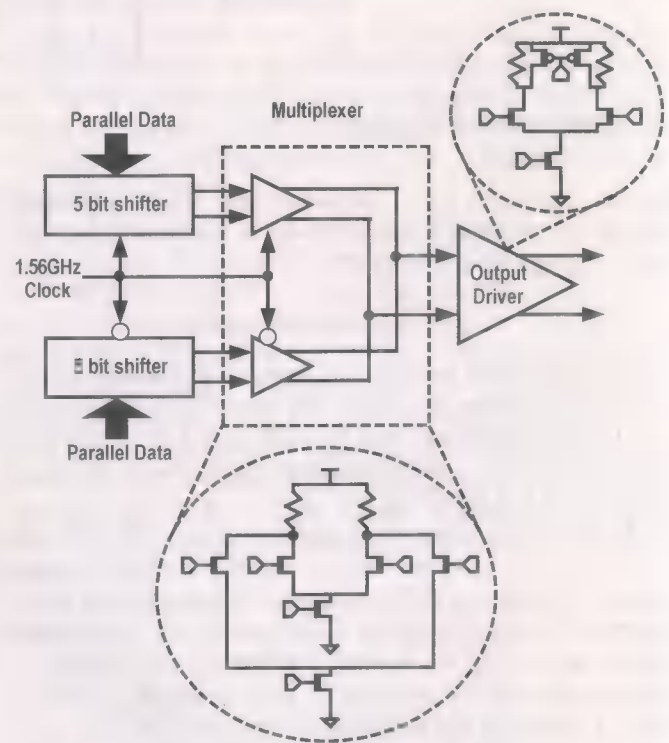 Multiplexer
Parallel Data
5 bit shifter
1.56GHz
Clock
Output
Driver
bit shifter
Parallel Data